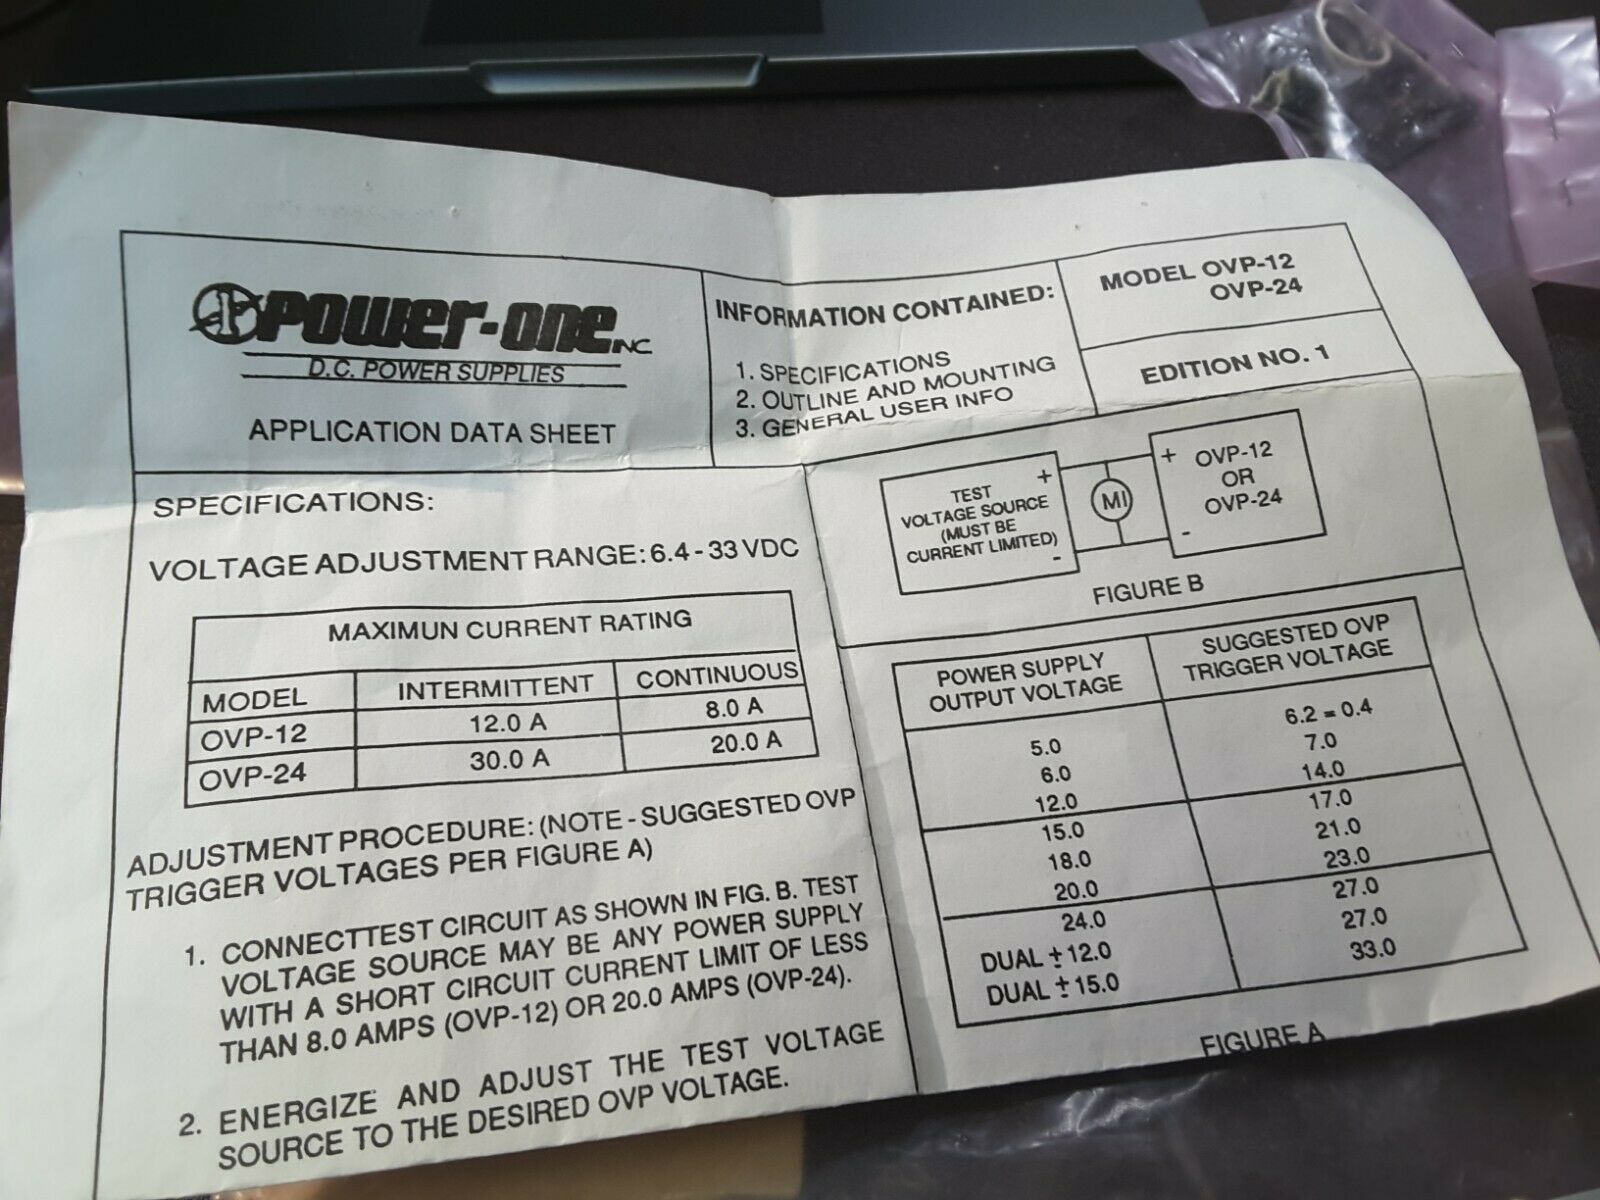 POWER-ONE INC
D.C. POWER SUPPLIES
APPLICATION DATA SHEET
INFORMATION CONTAINED:
1. SPECIFICATIONS
2. OUTLINE AND MOUNTING
3. GENERAL USER INFO
MODEL OVP-12
OVP-24
EDITION NO. 1
SPECIFICATIONS:
VOLTAGE ADJUSTMENT RANGE: 6.4 - 33 VDC
MAXIMUN CURRENT RATING
MODEL INTERMITTENT CONTINUOUS
OVP-12 12.0 A 8.0 A
OVP-24 30.0 A 20.0 A
ADJUSTMENT PROCEDURE: (NOTE - SUGGESTED OVP
TRIGGER VOLTAGES PER FIGURE A)
1. CONNECTTEST CIRCUIT AS SHOWN IN FIG. B. TEST
VOLTAGE SOURCE MAY BE ANY POWER SUPPLY
WITH A SHORT CIRCUIT CURRENT LIMIT OF LESS
THAN 8.0 AMPS (OVP-12) OR 20.0 AMPS (OVP-24).
2. ENERGIZE AND ADJUST THE TEST VOLTAGE
SOURCE TO THE DESIRED OVP VOLTAGE.
TEST +
VOLTAGE SOURCE
(MUST BE
CURRENT LIMITED)
-
MI
+ OVP-12
OR
OVP-24
-
FIGURE B
POWER SUPPLY
OUTPUT VOLTAGE
SUGGESTED OVP
TRIGGER VOLTAGE
5.0 6.2 = 0.4
6.0 7.0
12.0 14.0
15.0 17.0
18.0 21.0
20.0 23.0
24.0 27.0
DUAL ± 12.0 27.0
DUAL ± 15.0 33.0
FIGURE A